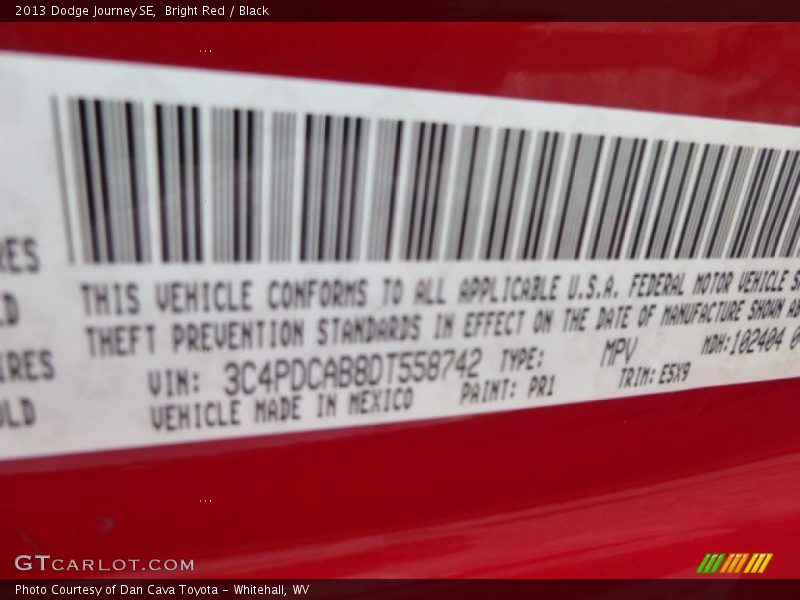 2013 Dodge Journey SE,  Bright Red / Black
THIS VEHICLE CONFORMS TO ALL APPLICABLE U.S.A. FEDERAL MOTOR VEHICLE S
THEFT PREVENTION STANDARDS IN EFFECT ON THE DATE OF MANUFACTURE SHOWN AB
VIN: 3C4PDCAB8DT558742 TYPE: MPV MDH:102404 0
VEHICLE MADE IN MEXICO PAINT: PR1 TRIM: E5X9
RES
LD
IRES
OLD
GTCARLOT.COM
Photo Courtesy of Dan Cava Toyota - Whitehall, WV